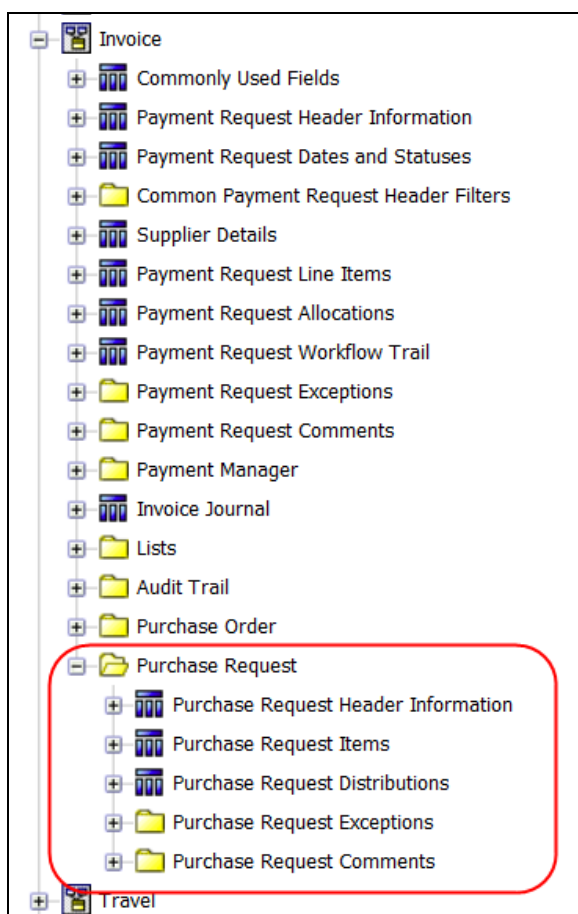 Invoice
Commonly Used Fields
Payment Request Header Information
Payment Request Dates and Statuses
Common Payment Request Header Filters
Supplier Details
Payment Request Line Items
Payment Request Allocations
Payment Request Workflow Trail
Payment Request Exceptions
Payment Request Comments
Payment Manager
Invoice Journal
Lists
Audit Trail
Purchase Order
Purchase Request
Purchase Request Header Information
Purchase Request Items
Purchase Request Distributions
Purchase Request Exceptions
Purchase Request Comments
Travel